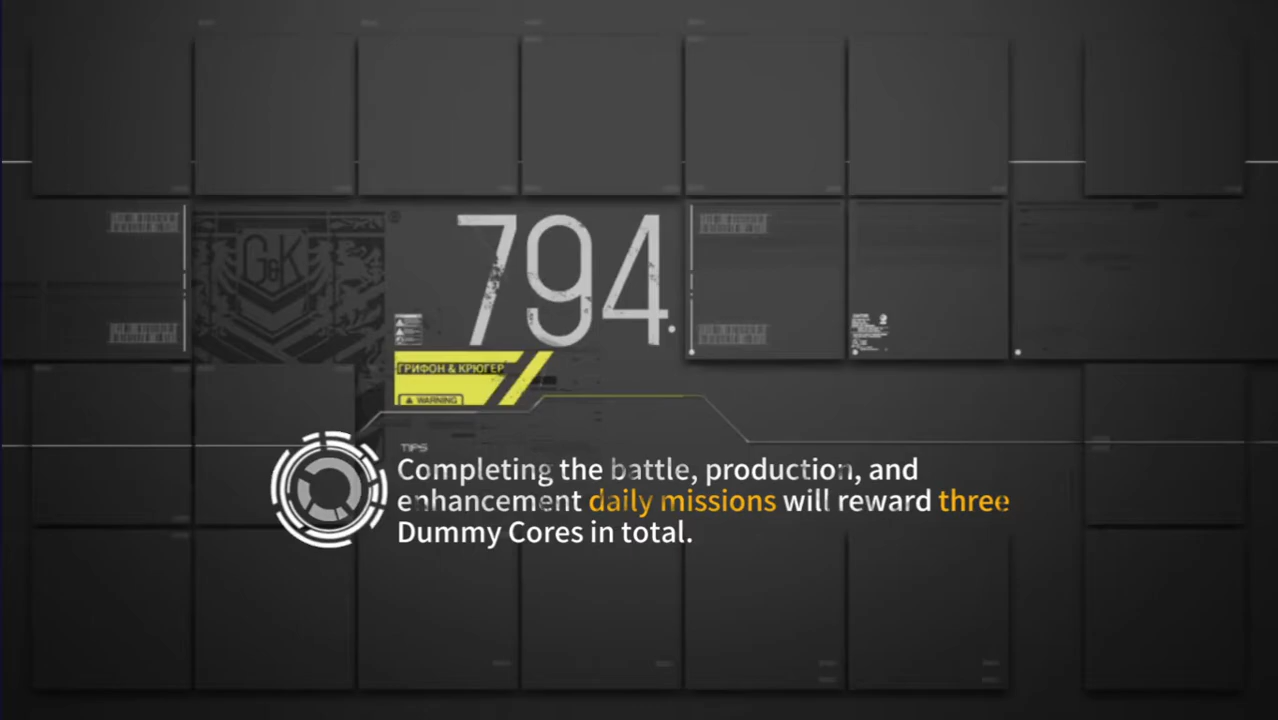 G&K
794.
ГРИФОН & КРЮГЕР
WARNING
TIPS
Completing the battle, production, and
enhancement daily missions will reward three
Dummy Cores in total.